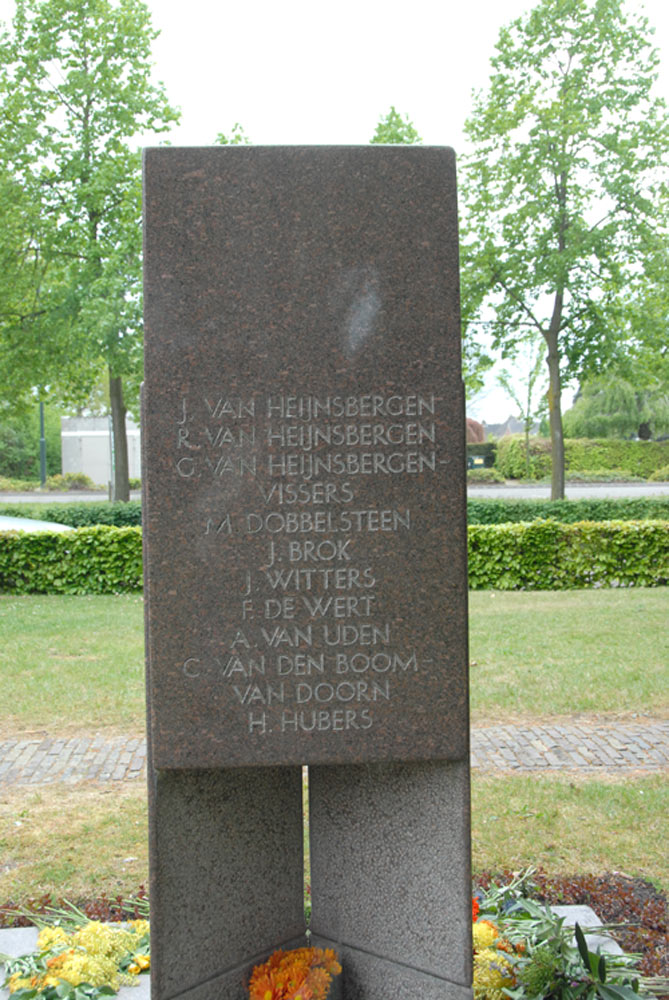 J. VAN HEIJNSBERGEN
R. VAN HEIJNSBERGEN
G. VAN HEIJNSBERGEN-
VISSERS
M. DOBBELSTEEN
J. BROK
J. WITTERS
F. DE WERT
A. VAN UDEN
C. VAN DEN BOOM-
VAN DOORN
H. HUBERS